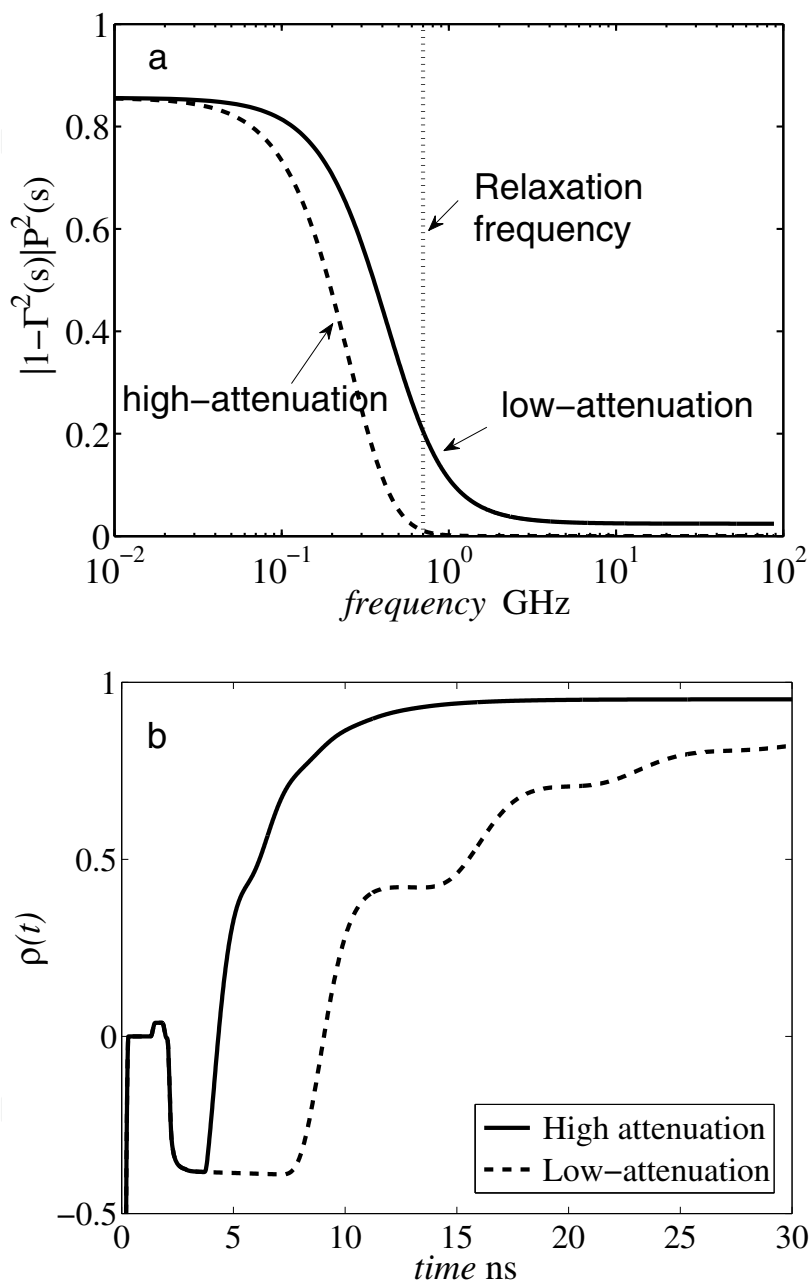 a
|1−Γ²(s)|P²(s)
1
0.8
0.6
0.4
0.2
0
Relaxation
frequency
high−attenuation
low−attenuation
10⁻² 10⁻¹ 10⁰ 10¹ 10²
frequency GHz
b
ρ(t)
1
0.5
0
−0.5
High attenuation
Low−attenuation
0 5 10 15 20 25 30
time ns